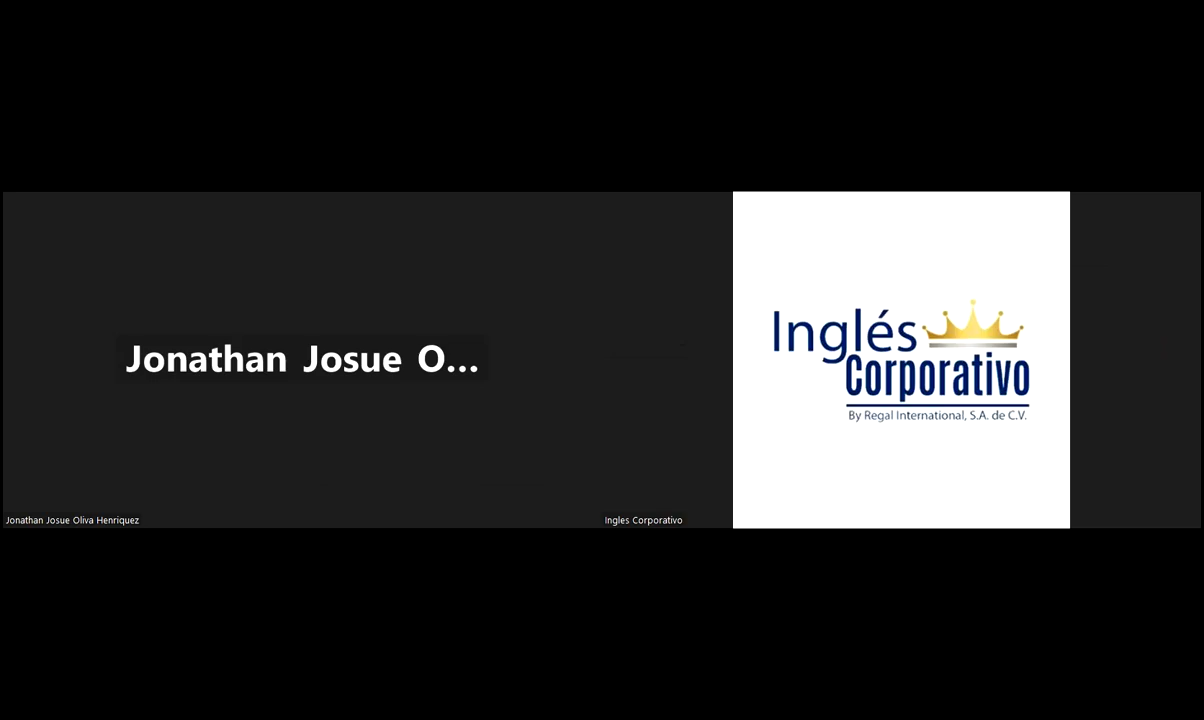 Jonathan Josue O...
Jonathan Josue Oliva Henriquez
Inglés
Corporativo
By Regal International, S.A. de C.V.
Ingles Corporativo